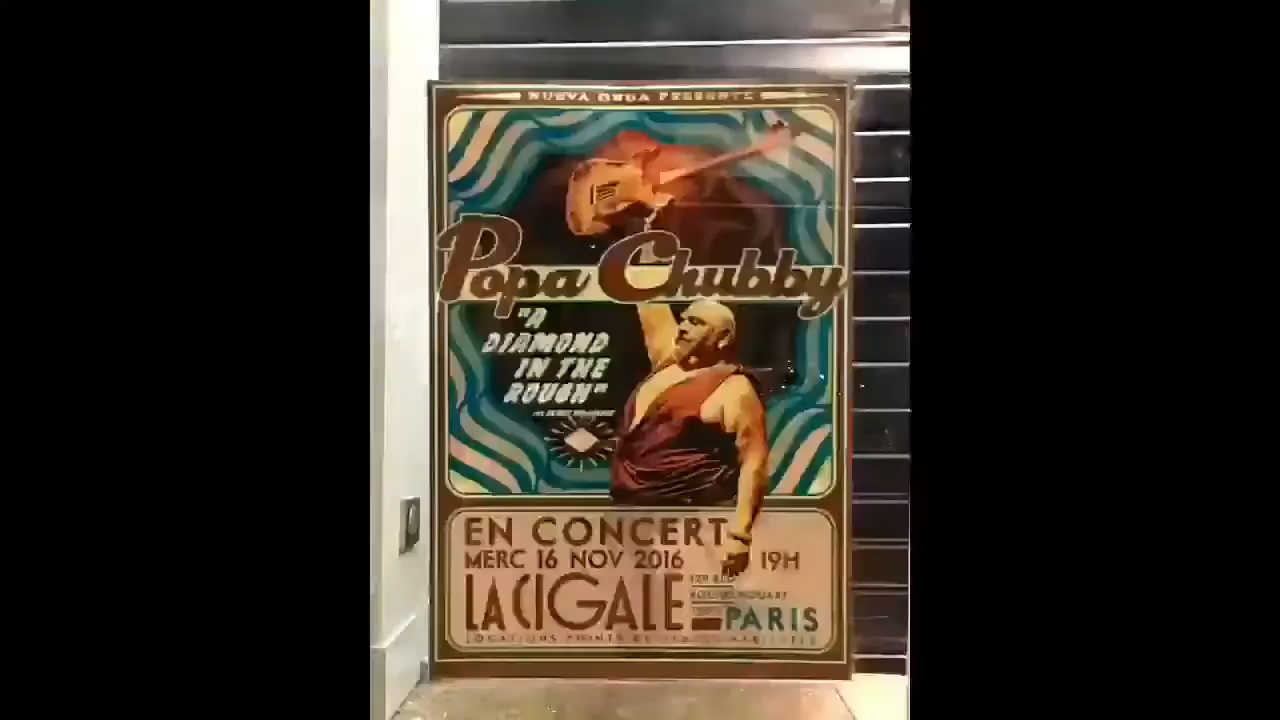 NUEVA ONDA PRESENTE
Popa Chubby
"A
DIAMOND
IN THE
ROUGH"
EN CONCERT
MERC 16 NOV 2016 19H
LA CIGALE
PARIS